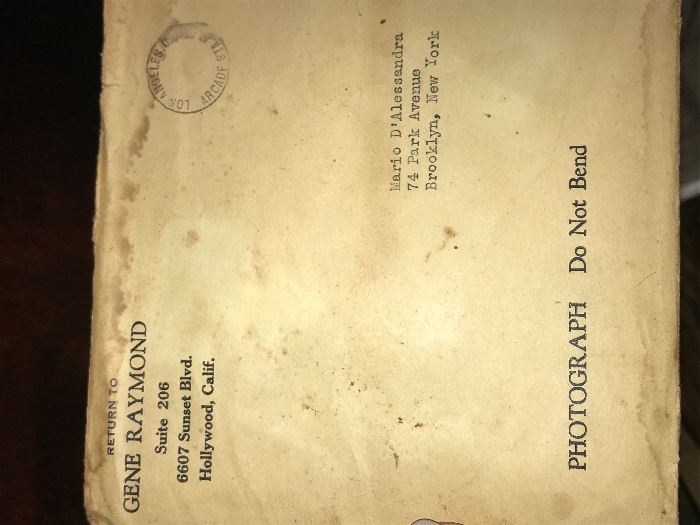 RETURN TO
GENE RAYMOND
Suite 206
6607 Sunset Blvd.
Hollywood, Calif.
LOS ANGELES,
ARCADE STA.
Mario D'Alessandra
74 Park Avenue
Brooklyn, New York
PHOTOGRAPH Do Not Bend